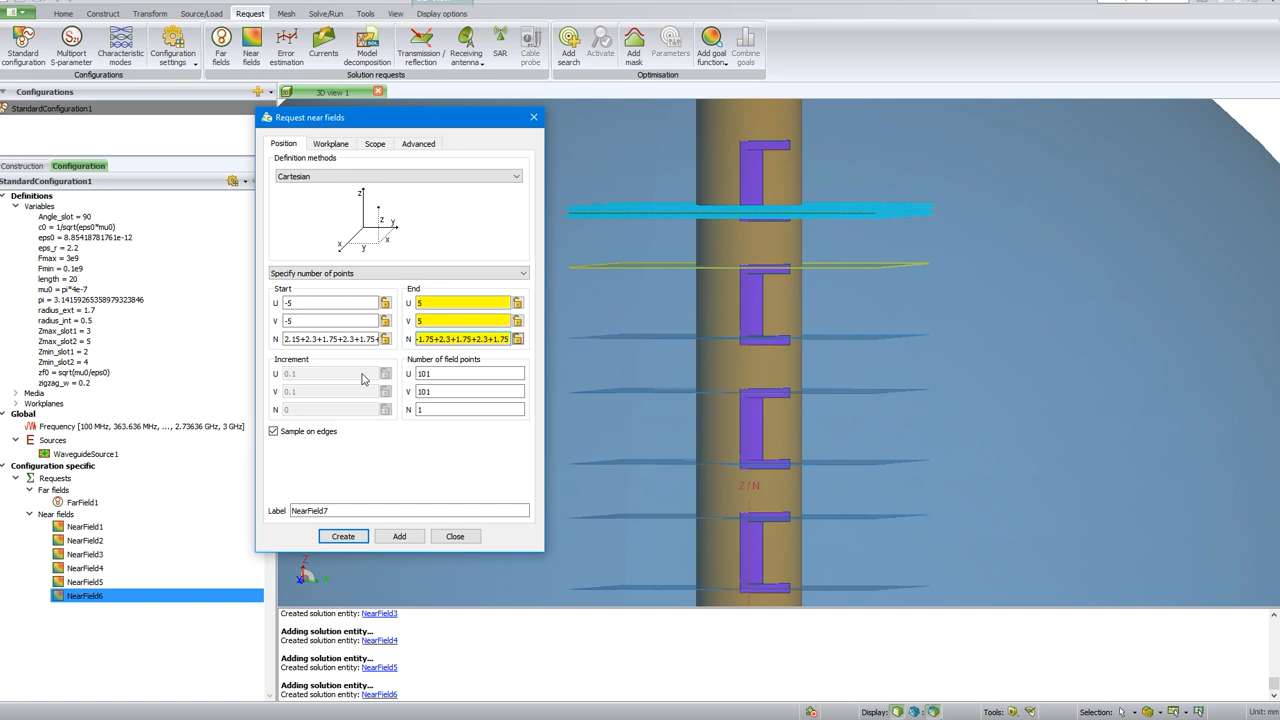 Home Construct Transform Source/Load Request Mesh Solve/Run Tools View Display options
Standard configuration
Multiport S-parameter
Characteristic modes
Configuration settings
Far fields
Near fields
Error estimation
Currents
Model decomposition
Transmission / reflection
Receiving antenna
SAR
Cable probe
Add search
Activate
Add mask
Parameters
Add goal function
Combine goals
Configurations
Solution requests
Optimisation
Configurations
StandardConfiguration1
3D view 1
Construction Configuration
StandardConfiguration1
Definitions
Variables
Angle_slot = 90
c0 = 1/sqrt(eps0*mu0)
eps0 = 8.85418781761e-12
eps_r = 2.2
Fmax = 3e9
Fmin = 0.1e9
length = 20
mu0 = pi*4e-7
pi = 3.14159265358979323846
radius_ext = 1.7
radius_int = 0.5
Zmax_slot1 = 3
Zmax_slot2 = 5
Zmin_slot1 = 2
Zmin_slot2 = 4
zf0 = sqrt(mu0/eps0)
zigzag_w = 0.2
Media
Workplanes
Global
Frequency [100 MHz, 363.636 MHz, ..., 2.73636 GHz, 3 GHz]
Sources
WaveguideSource1
Configuration specific
Requests
Far fields
FarField1
Near fields
NearField1
NearField2
NearField3
NearField4
NearField5
NearField6
Request near fields
Position Workplane Scope Advanced
Definition methods
Cartesian
z
z
y
x
x
y
Specify number of points
Start End
U -5 U 5
V -5 V 5
N 2.15+2.3+1.75+2.3+1.75+ N -1.75+2.3+1.75+2.3+1.75
Increment Number of field points
U 0.1 U 101
V 0.1 V 101
N 0 N 1
Sample on edges
Label NearField7
Create Add Close
Z/N
Z
X
Created solution entity: NearField3
Adding solution entity...
Created solution entity: NearField4
Adding solution entity...
Created solution entity: NearField5
Adding solution entity...
Created solution entity: NearField6
Display: Tools: Selection: Unit: mm